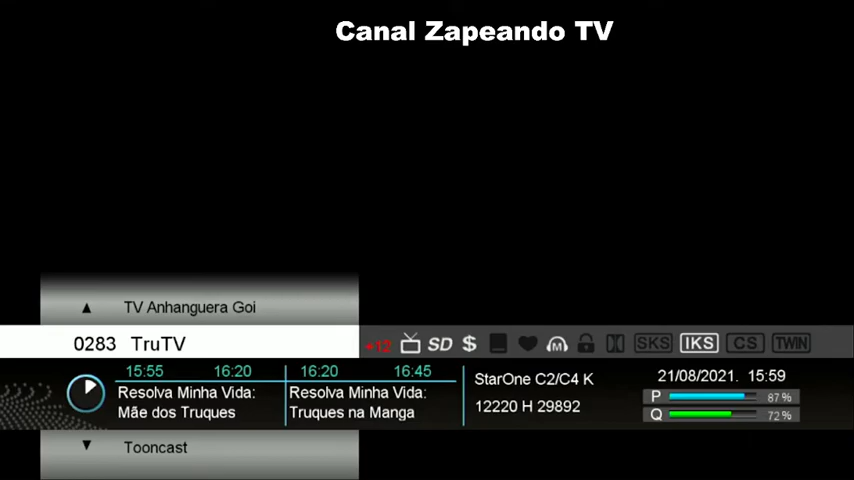 Canal Zapeando TV
TV Anhanguera Goi
0283 TruTV
+12 SD $ M SKS IKS CS TWIN
15:55 16:20 16:20 16:45
Resolva Minha Vida: Resolva Minha Vida:
Mãe dos Truques Truques na Manga
StarOne C2/C4 K
12220 H 29892
21/08/2021. 15:59
P 87%
Q 72%
Tooncast